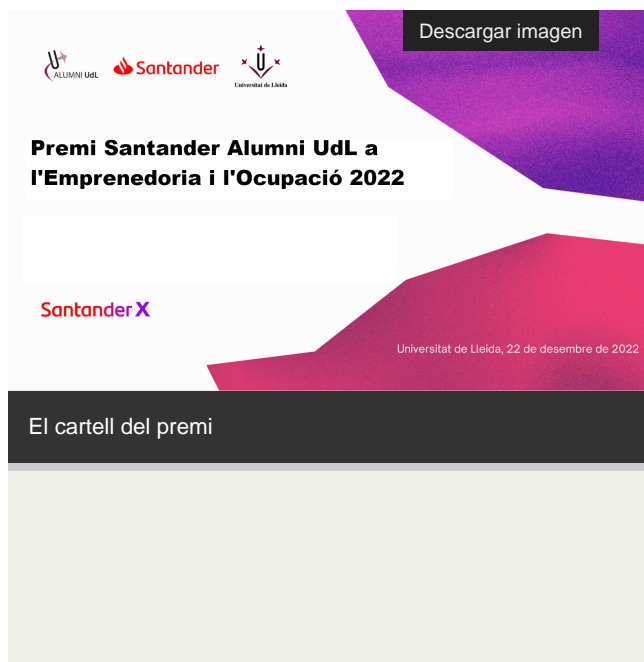 Descargar imagen
ALUMNI UdL
Santander
Universitat de Lleida
Premi Santander Alumni UdL a
l'Emprenedoria i l'Ocupació 2022
Santander X
Universitat de Lleida, 22 de desembre de 2022
El cartell del premi